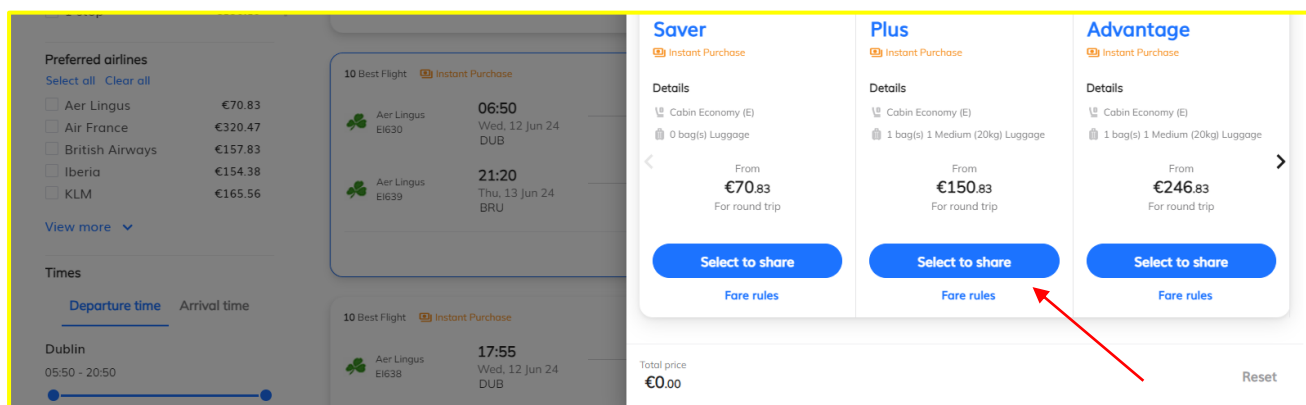 Preferred airlines
Select all Clear all
Aer Lingus €70.83
Air France €320.47
British Airways €157.83
Iberia €154.38
KLM €165.56
View more
Times
Departure time Arrival time
Dublin
05:50 - 20:50
10 Best Flight Instant Purchase
Aer Lingus
EI630
06:50
Wed, 12 Jun 24
DUB
Aer Lingus
EI639
21:20
Thu, 13 Jun 24
BRU
10 Best Flight Instant Purchase
Aer Lingus
EI638
17:55
Wed, 12 Jun 24
DUB
Saver
Instant Purchase
Details
Cabin Economy (E)
0 bag(s) Luggage
From
€70.83
For round trip
Select to share
Fare rules
Plus
Instant Purchase
Details
Cabin Economy (E)
1 bag(s) 1 Medium (20kg) Luggage
From
€150.83
For round trip
Select to share
Fare rules
Advantage
Instant Purchase
Details
Cabin Economy (E)
1 bag(s) 1 Medium (20kg) Luggage
From
€246.83
For round trip
Select to share
Fare rules
Total price
€0.00
Reset